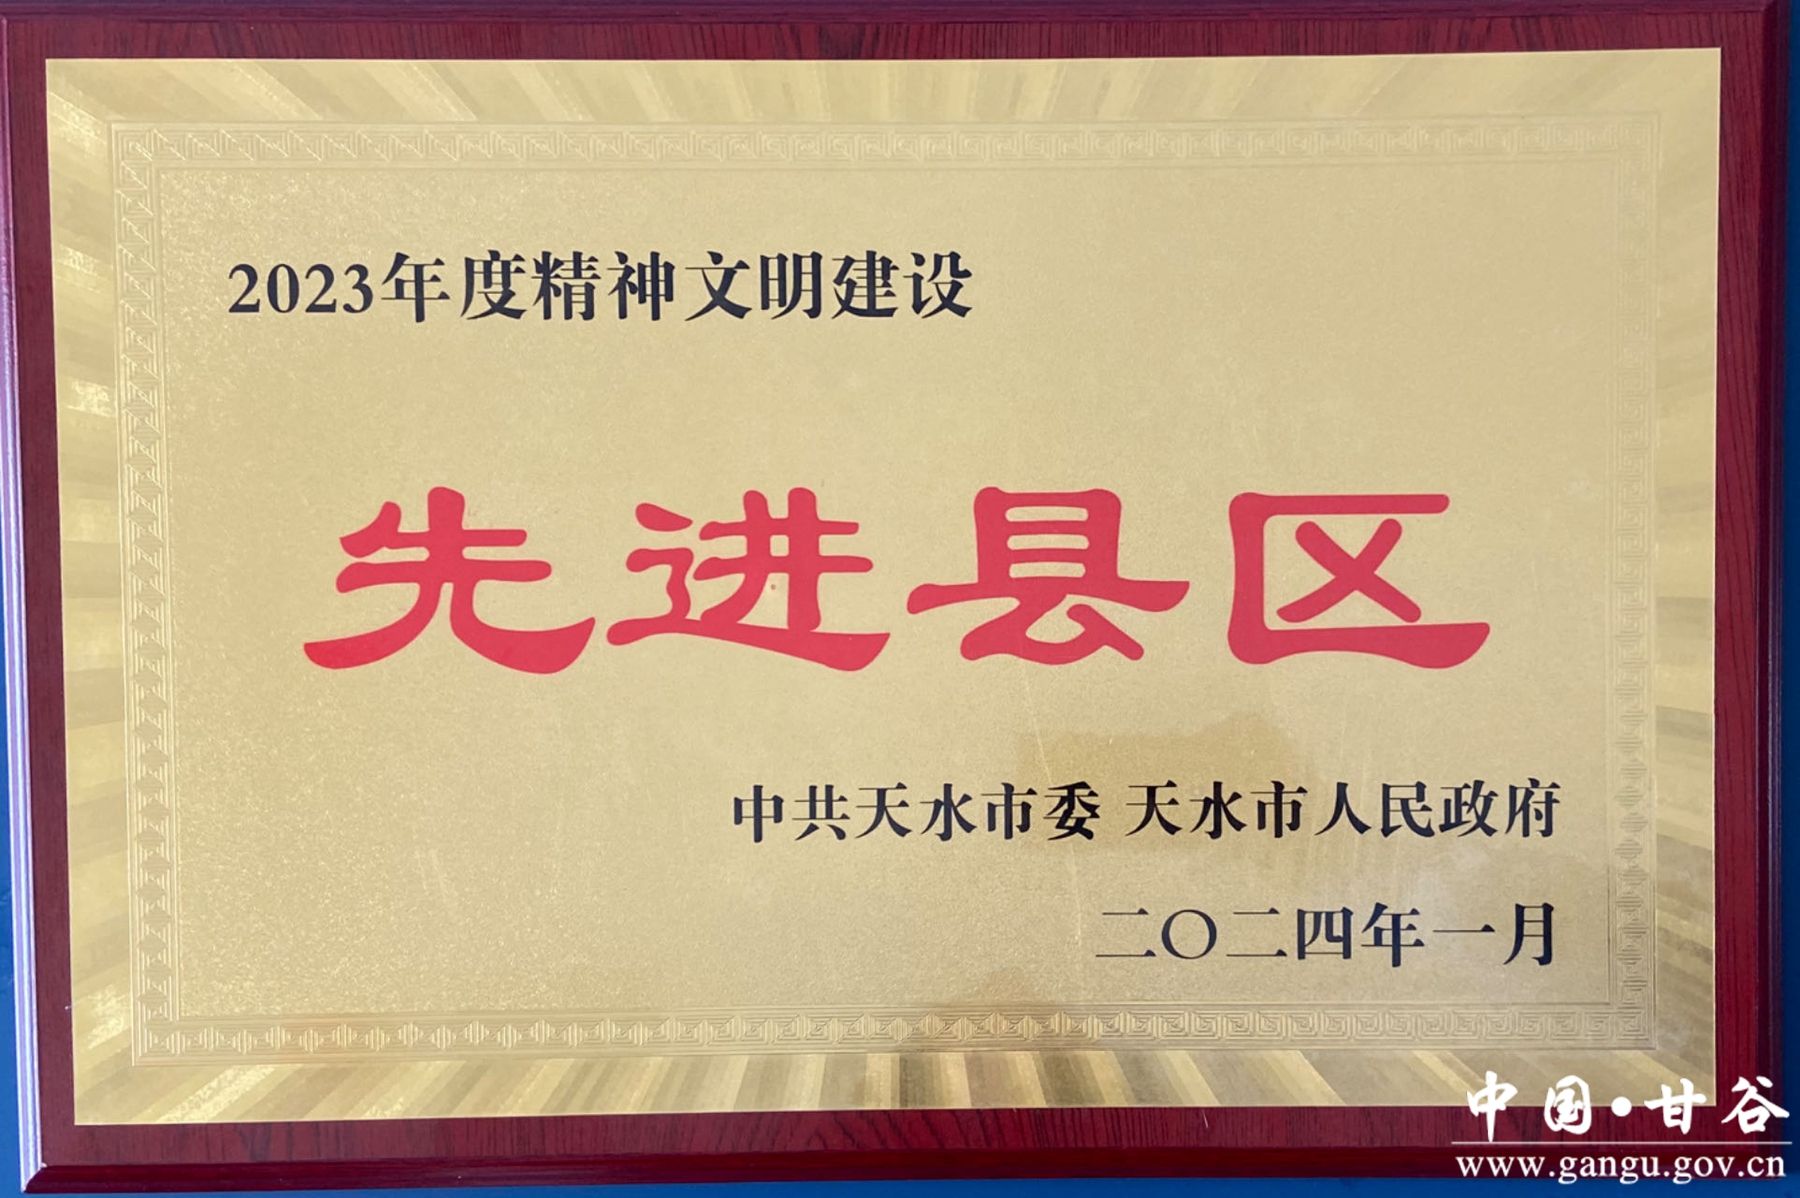 2023年度精神文明建设
先进县区
中共天水市委 天水市人民政府
二〇二四年一月
中国·甘谷
www.gangu.gov.cn